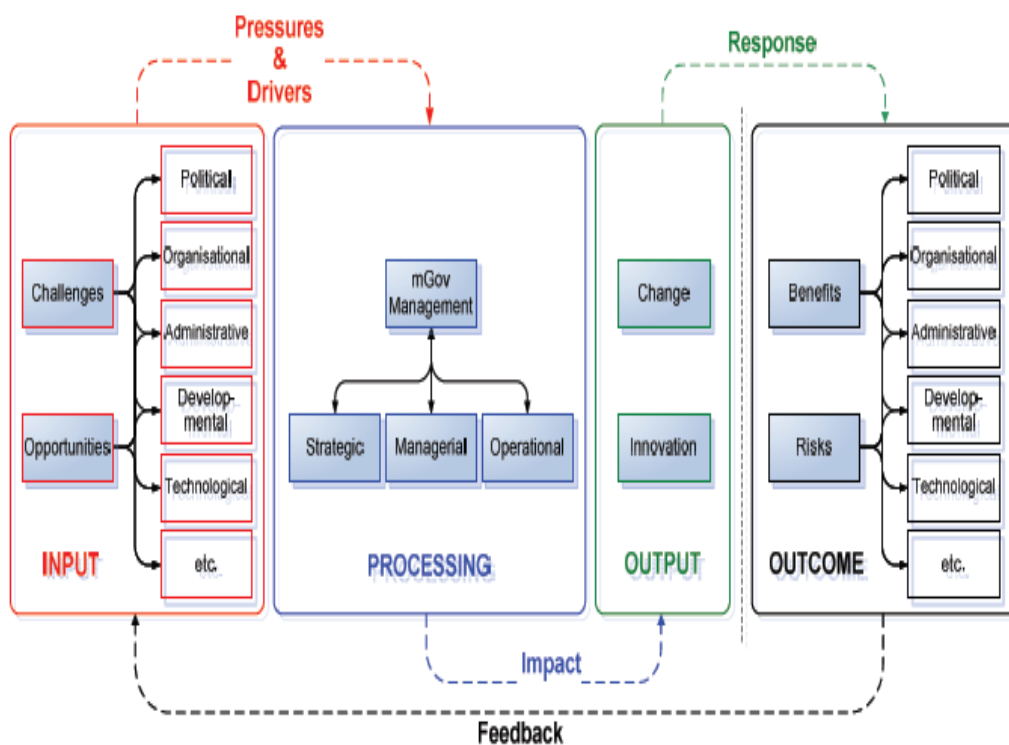 Pressures
&
Drivers
Response
Challenges
Opportunities
Political
Organisational
Administrative
Develop-
mental
Technological
etc.
INPUT
mGov
Management
Strategic
Managerial
Operational
PROCESSING
Change
Innovation
OUTPUT
Benefits
Risks
Political
Organisational
Administrative
Develop-
mental
Technological
etc.
OUTCOME
Impact
Feedback